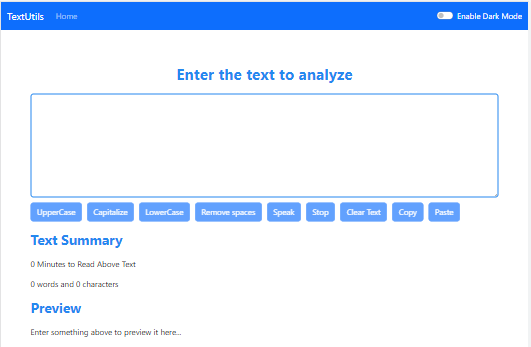 TextUtils Home Enable Dark Mode
Enter the text to analyze
UpperCase Capitalize LowerCase Remove spaces Speak Stop Clear Text Copy Paste
Text Summary
0 Minutes to Read Above Text
0 words and 0 characters
Preview
Enter something above to preview it here...